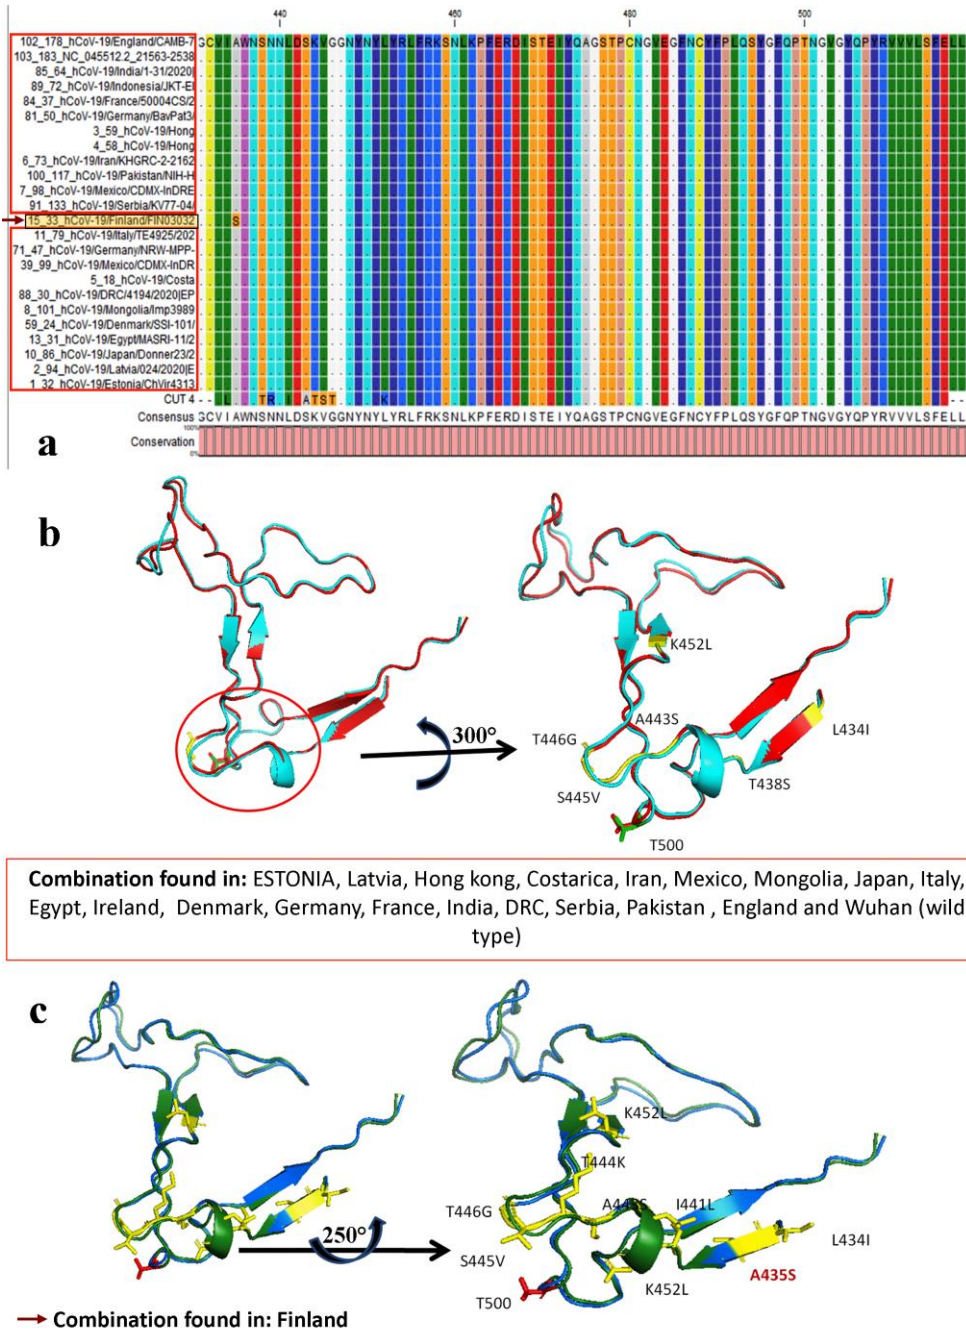 440 460 480 500
102_178_hCoV-19/England/CAMB-7 GCVIAWNSNNLDSKVGGNYNYLYRLFRKSNLKPFERDISTEIYQAGSTPCNGVEGFNCYFPLQSYGFQPTNGVGYQPYRVVVLSFELL
103_183_NC_045512.2_21563-2538
85_64_hCoV-19/India/1-31/2020|
89_72_hCoV-19/Indonesia/JKT-EI
84_37_hCoV-19/France/50004CS/2
81_50_hCoV-19/Germany/BavPat3/
3_59_hCoV-19/Hong
4_58_hCoV-19/Hong
6_73_hCoV-19/Iran/KHGRC-2-2162
100_117_hCoV-19/Pakistan/NIH-H
7_98_hCoV-19/Mexico/CDMX-InDRE
91_133_hCoV-19/Serbia/KV77-04/
15_33_hCoV-19/Finland/FIN03032 S
11_79_hCoV-19/Italy/TE4925/202
71_47_hCoV-19/Germany/NRW-MPP-
39_99_hCoV-19/Mexico/CDMX-InDR
5_18_hCoV-19/Costa
88_30_hCoV-19/DRC/4194/2020|EP
8_101_hCoV-19/Mongolia/Imp3989
59_24_hCoV-19/Denmark/SSI-101/
13_31_hCoV-19/Egypt/MASRI-11/2
10_86_hCoV-19/Japan/Donner23/2
2_94_hCoV-19/Latvia/024/2020|E
1_32_hCoV-19/Estonia/ChVir4313
CUT 4 - - L TR I ATST K - -
Consensus GCVIAWNSNNLDSKVGGNYNYLYRLFRKSNLKPFERDISTEIYQAGSTPCNGVEGFNCYFPLQSYGFQPTNGVGYQPYRVVVLSFELL
100%
Conservation
0%
a
b
K452L
300°
A443S
T446G
L434I
S445V
T438S
T500
Combination found in: ESTONIA, Latvia, Hong kong, Costarica, Iran, Mexico, Mongolia, Japan, Italy,
Egypt, Ireland, Denmark, Germany, France, India, DRC, Serbia, Pakistan , England and Wuhan (wild
type)
c
K452L
T444K
T446G
A443S
I441L
250°
L434I
S445V
K452L
A435S
T500
Combination found in: Finland